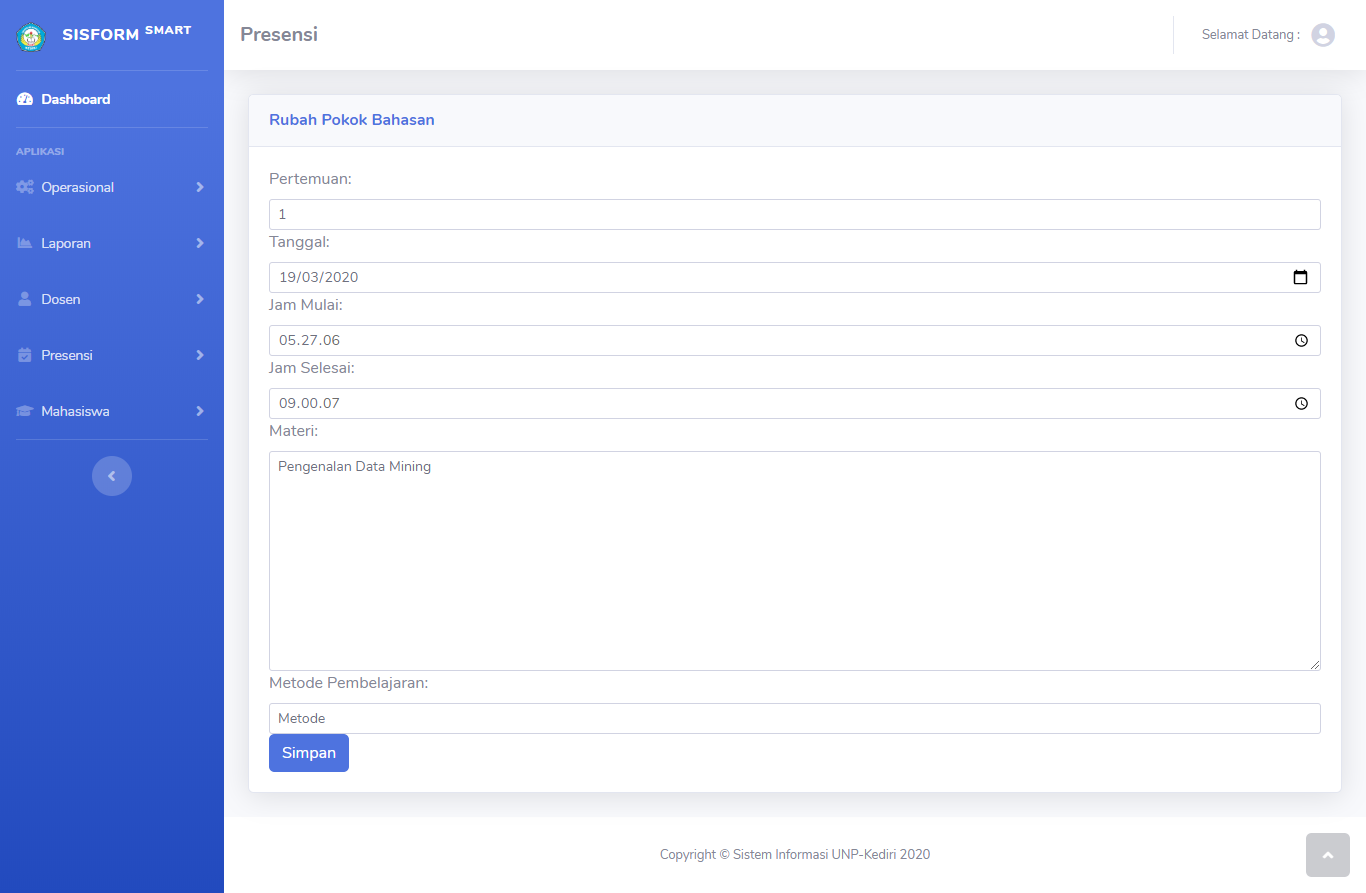 SISFORM SMART
Presensi
Selamat Datang :
Dashboard
APLIKASI
Operasional
Laporan
Dosen
Presensi
Mahasiswa
Rubah Pokok Bahasan
Pertemuan:
1
Tanggal:
19/03/2020
Jam Mulai:
05.27.06
Jam Selesai:
09.00.07
Materi:
Pengenalan Data Mining
Metode Pembelajaran:
Metode
Simpan
Copyright © Sistem Informasi UNP-Kediri 2020